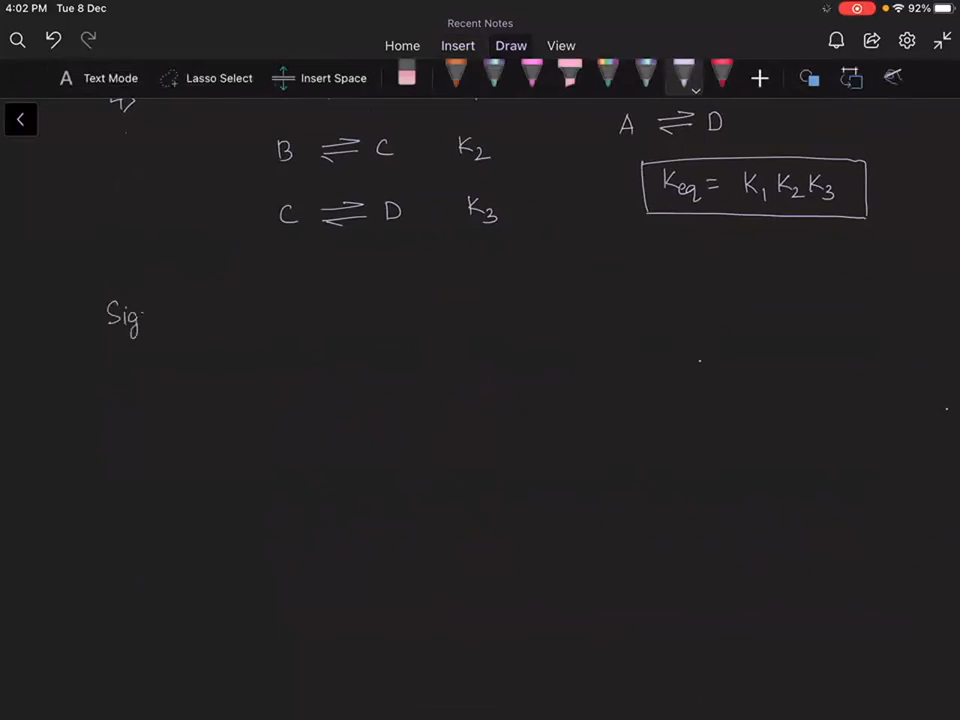 4:02 PM Tue 8 Dec
92%
Recent Notes
Home Insert Draw View
A Text Mode Lasso Select Insert Space
A ⇌ D
B ⇌ C K₂
Keq = K₁ K₂ K₃
C ⇌ D K₃
Sig